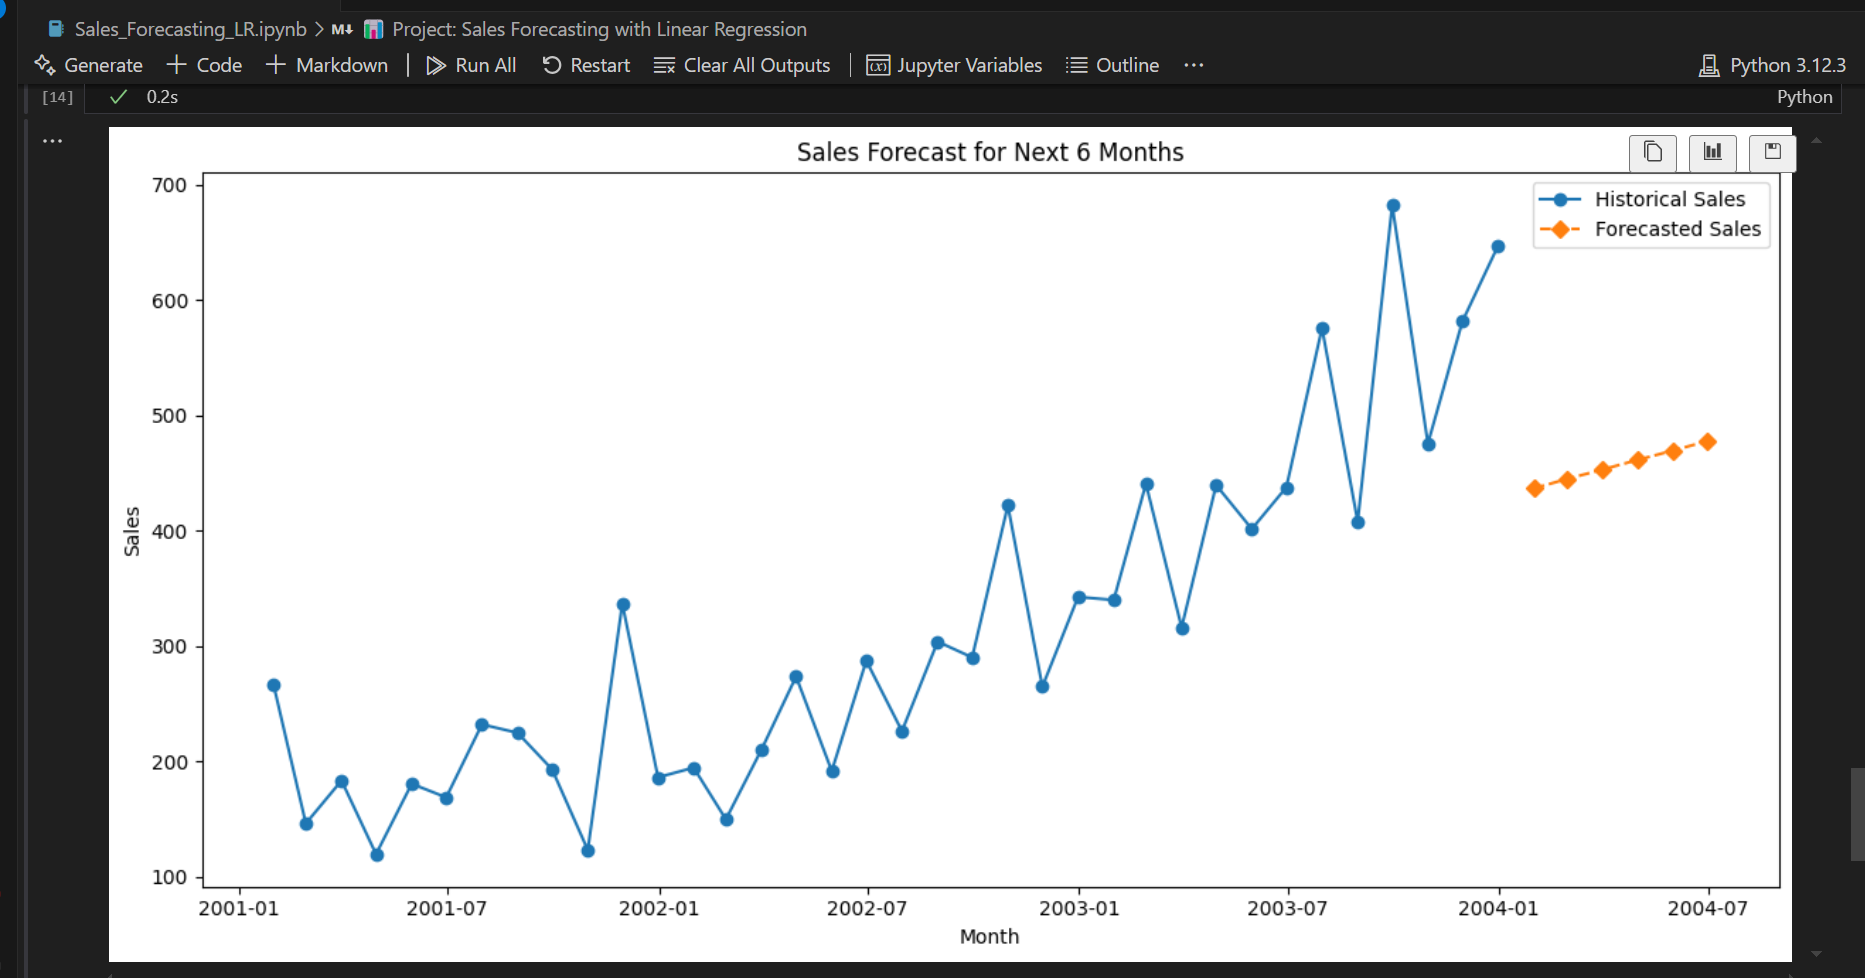 Sales_Forecasting_LR.ipynb > M↓ Project: Sales Forecasting with Linear Regression
Generate + Code + Markdown | Run All Restart Clear All Outputs | (x) Jupyter Variables Outline ··· Python 3.12.3
[14] ✓ 0.2s Python
···
Sales Forecast for Next 6 Months
Historical Sales
Forecasted Sales
700
600
500
400
300
200
100
Sales
2001-01 2001-07 2002-01 2002-07 2003-01 2003-07 2004-01 2004-07
Month